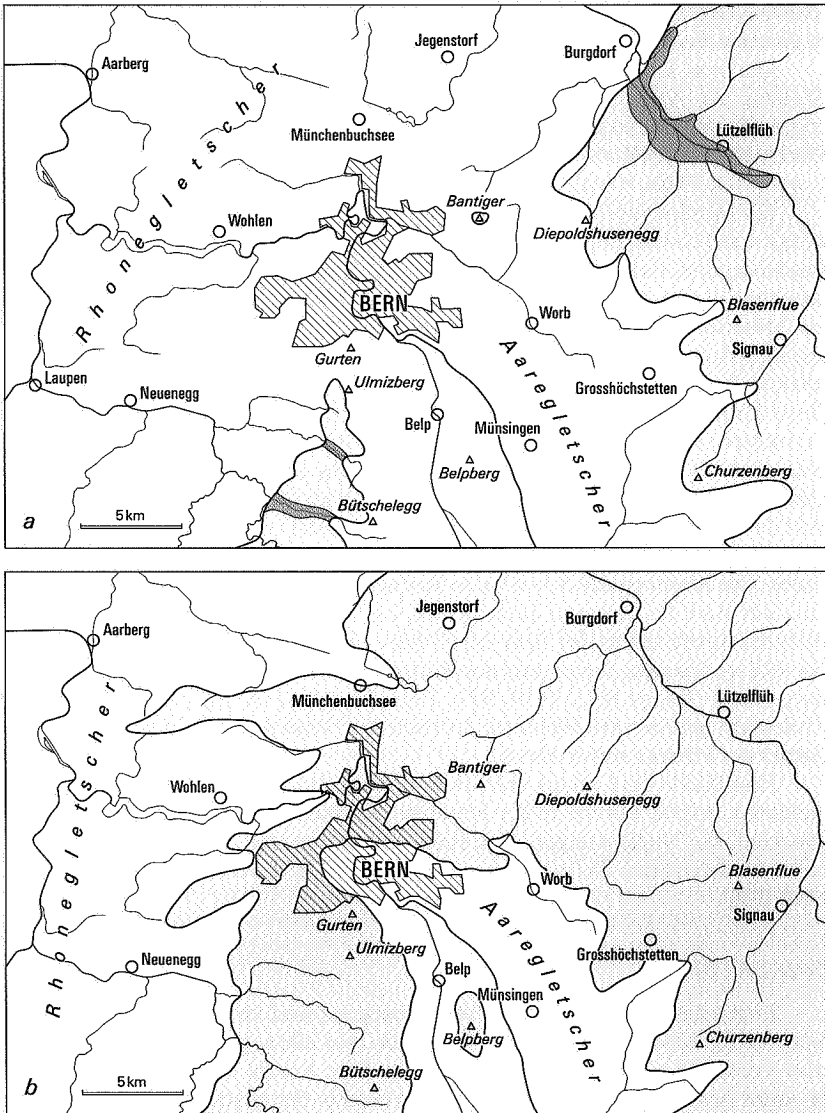 Aarberg
Jegenstorf
Burgdorf
Münchenbuchsee
Lützelflüh
Rhonegletscher
Wohlen
Bantiger
Diepoldshusenegg
BERN
Worb
Blasenflue
Signau
Gurten
Laupen
Neuenegg
Ulmizberg
Aaregletscher
Grosshöchstetten
Belp
Münsingen
Belpberg
Churzenberg
Bütschelegg
a
5 km
Aarberg
Jegenstorf
Burgdorf
Münchenbuchsee
Lützelflüh
Rhonegletscher
Wohlen
Bantiger
Diepoldshusenegg
BERN
Worb
Blasenflue
Signau
Gurten
Aaregletscher
Grosshöchstetten
Ulmizberg
Neuenegg
Belp
Münsingen
Belpberg
Churzenberg
Bütschelegg
b
5 km